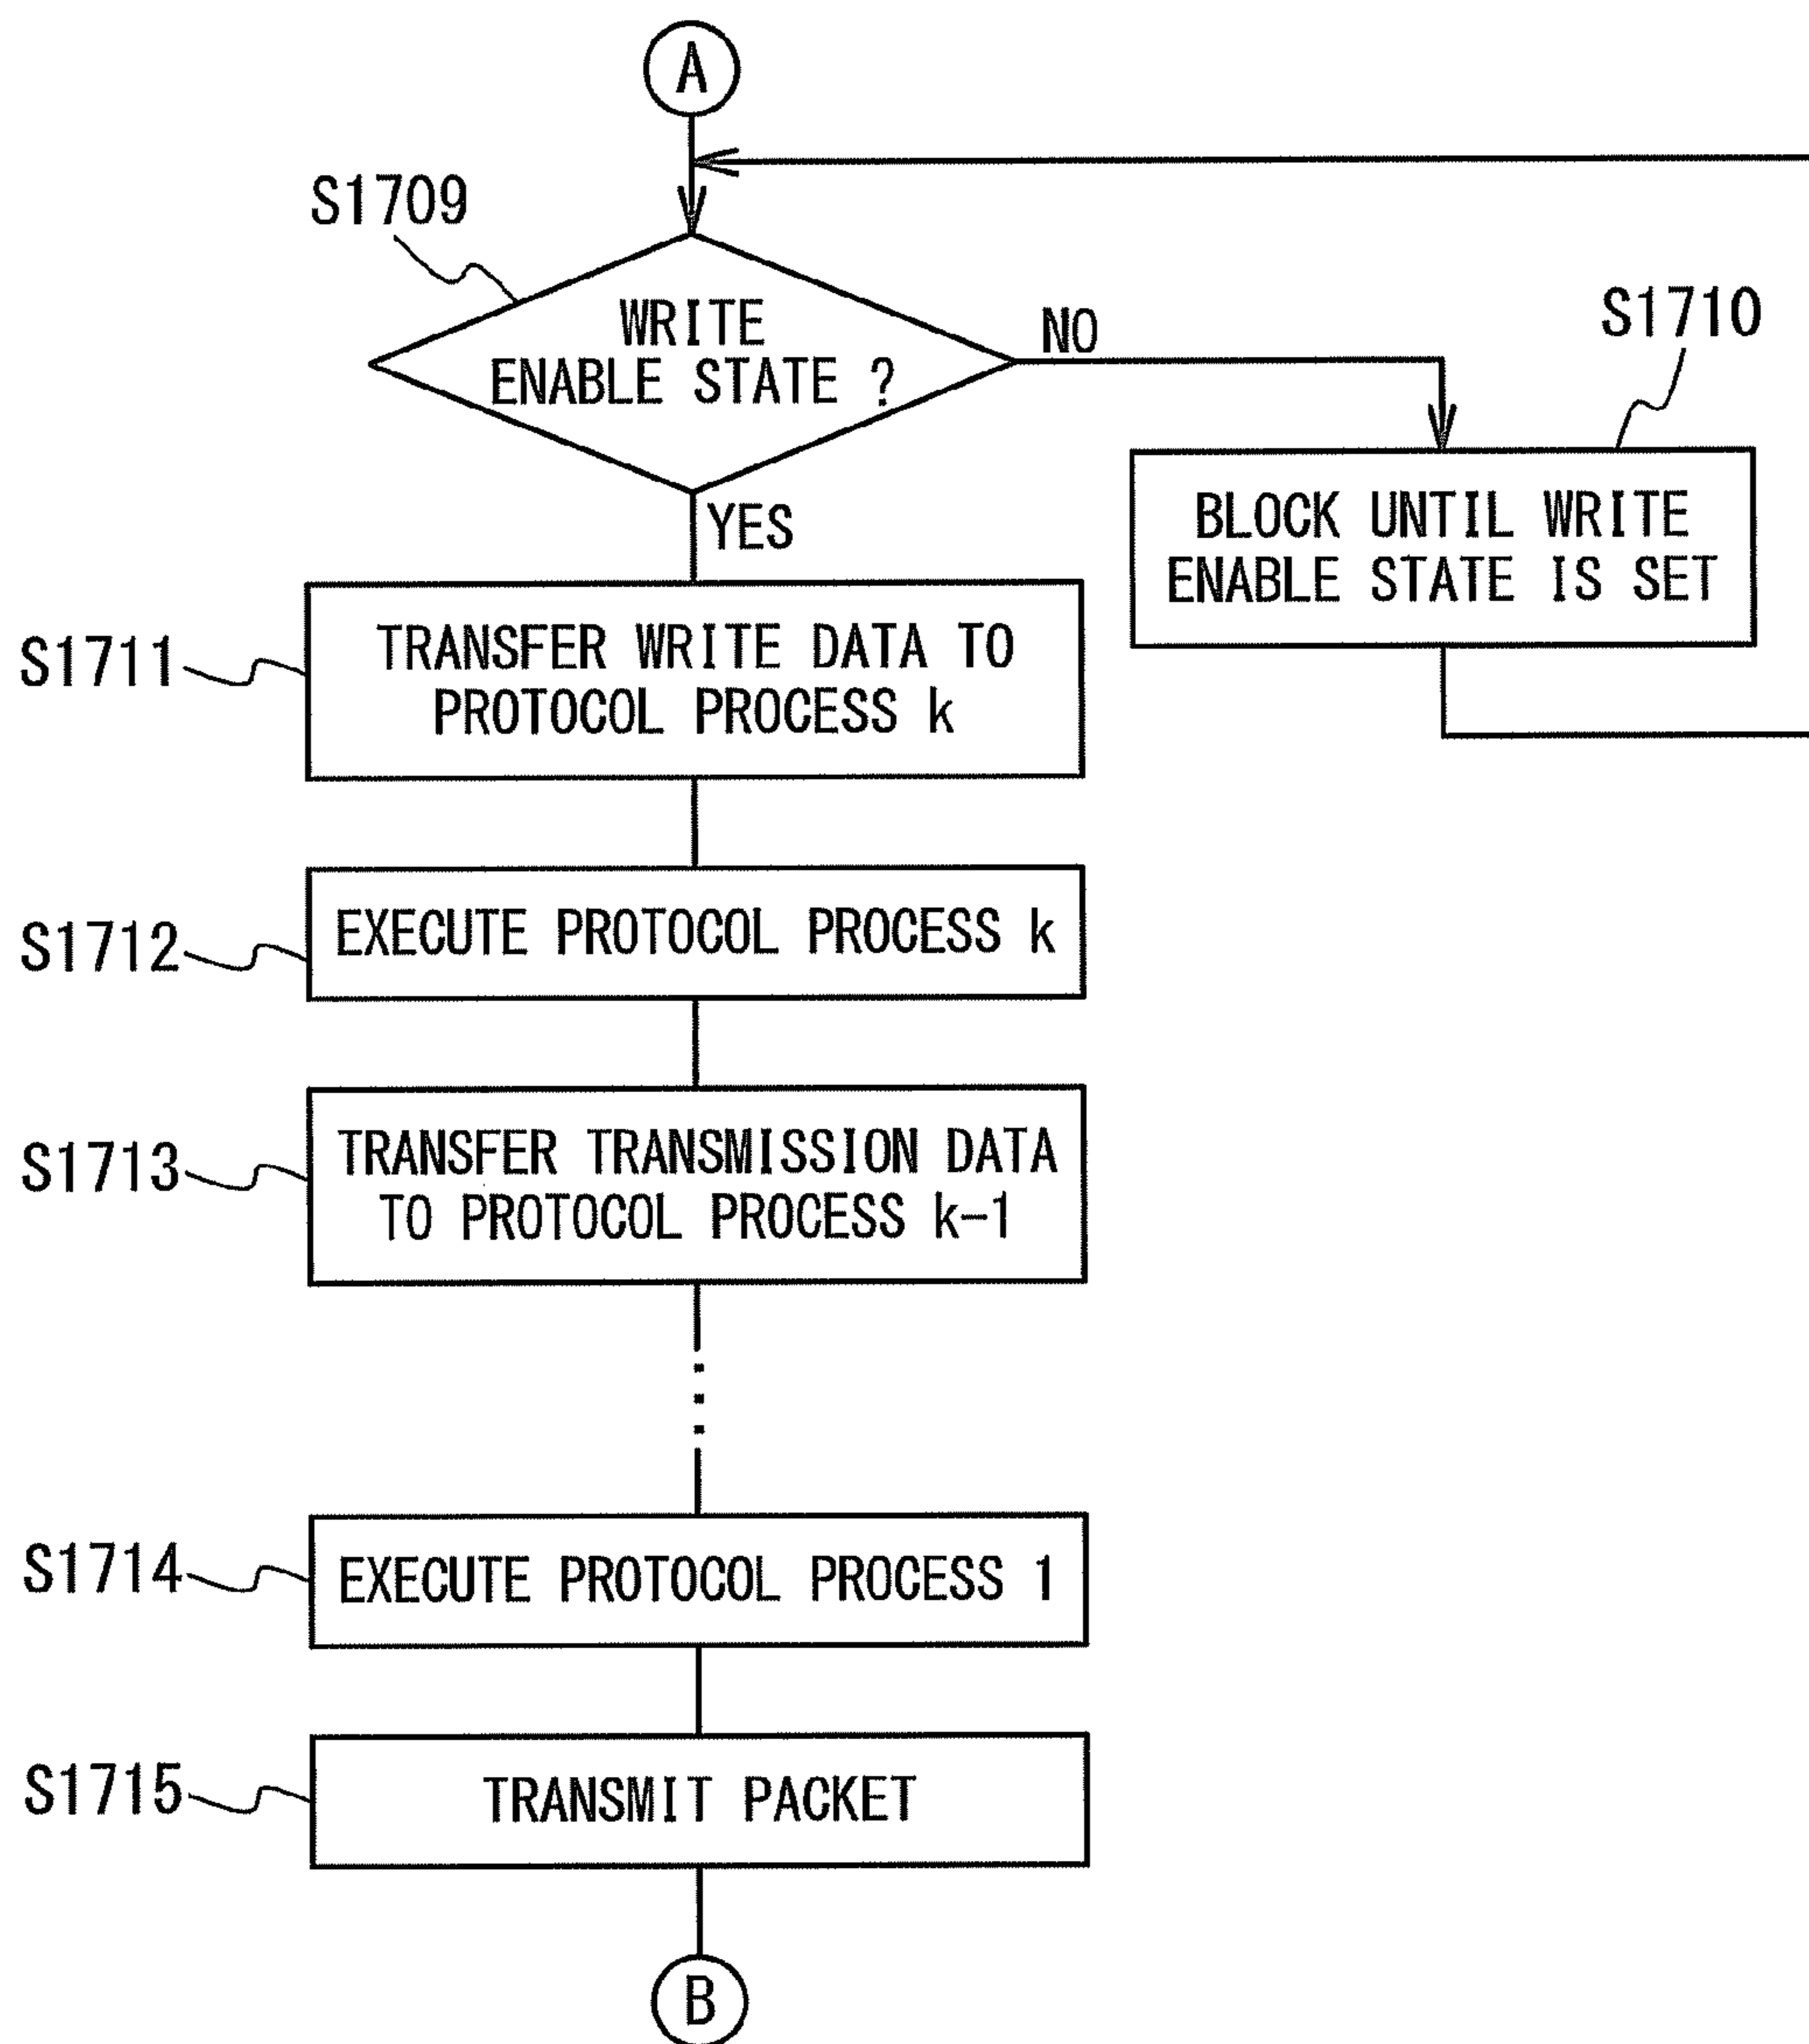 A
S1709
WRITE
ENABLE STATE ?
NO
S1710
BLOCK UNTIL WRITE
ENABLE STATE IS SET
YES
S1711
TRANSFER WRITE DATA TO
PROTOCOL PROCESS k
S1712
EXECUTE PROTOCOL PROCESS k
S1713
TRANSFER TRANSMISSION DATA
TO PROTOCOL PROCESS k-1
S1714
EXECUTE PROTOCOL PROCESS 1
S1715
TRANSMIT PACKET
B